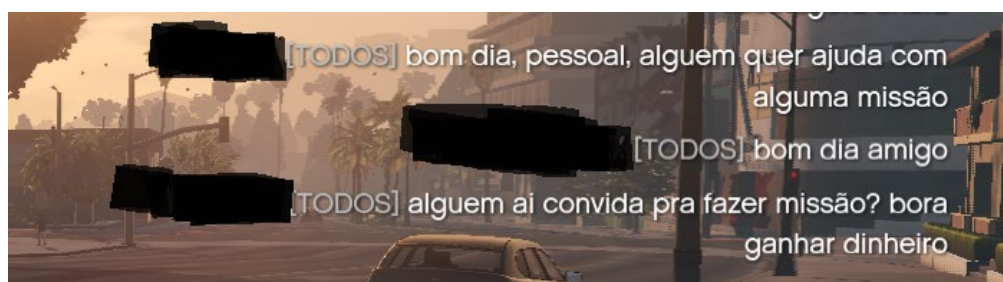 [TODOS] bom dia, pessoal, alguem quer ajuda com
alguma missão
[TODOS] bom dia amigo
[TODOS] alguem ai convida pra fazer missão? bora
ganhar dinheiro